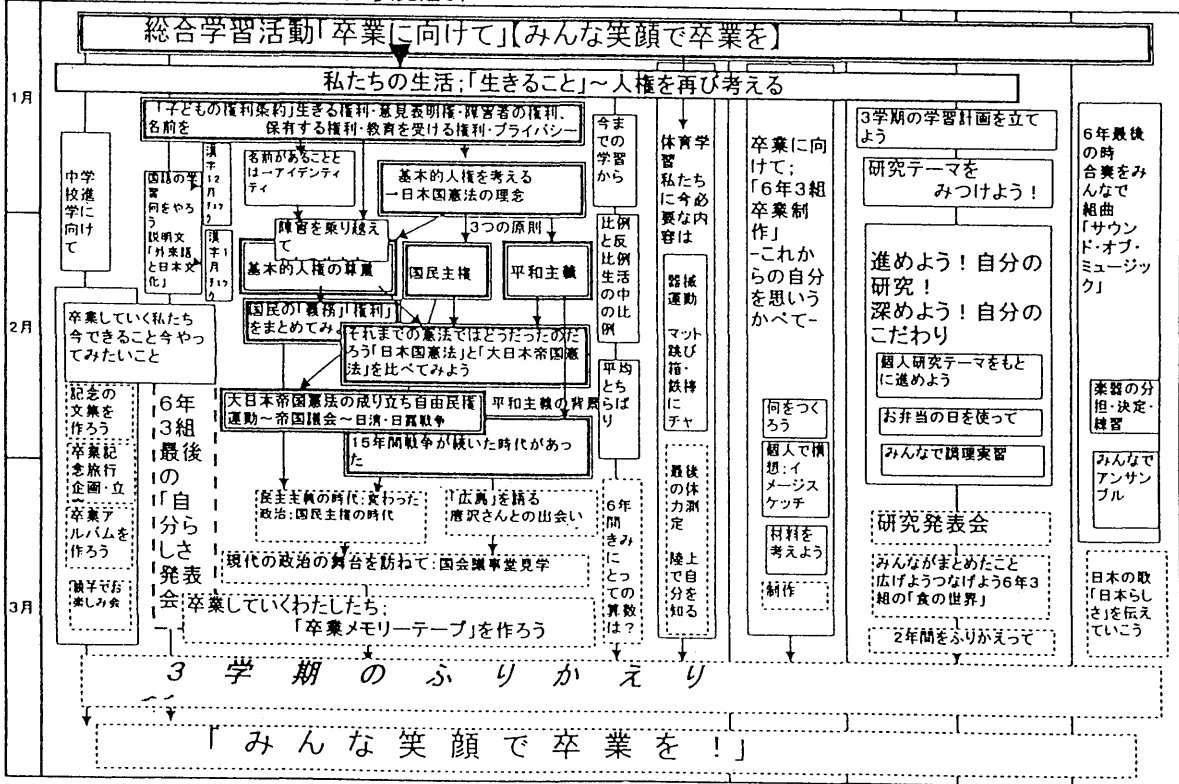 総合学習活動「卒業に向けて」【みんな笑顔で卒業を】
私たちの生活;「生きること」～人権を再び考える
1月
2月
3月
中学
校進
学に
向け
て
国語の学
習
何をやろ
う
説明文
「外来語
と日本文
化」
漢
字
12
月
漢
字
1
月
卒業していく私たち
今できること今やっ
てみたいこと
記念の
文集を
作ろう
卒業記
念旅行
企画・立
卒業ア
ルバムを
作ろう
お
楽しみ会
6年
3組
最後
の
「自
分ら
しさ
発表
会
「子どもの権利条約」生きる権利・意見表明権・障害者の権利、
名前を 保有する権利・教育を受ける権利・プライバシー
名前があることと
は→アイデンティ
ティ
基本的人権を考える
→日本国憲法の理念
障害を乗り越え
て
3つの原則
基本的人権の尊重
国民主権
平和主義
国民の「義務」「権利」
をまとめてみよ
それまでの憲法ではどうだったのだ
ろう「日本国憲法」と「大日本帝国憲
法」を比べてみよう
大日本帝国憲法の成り立ち自由民権
運動～帝国議会～日清・日露戦争
平和主義の背景
15年間戦争が続いた時代があっ
た
民主主義の時代;変わった
政治;国民主権の時代
「広島」を語る
唐沢さんとの出会い
現代の政治の舞台を訪ねて;国会議事堂見学
卒業していくわたしたち;
「卒業メモリーテープ」を作ろう
今ま
での
学習
から
比例
と反
比例
生活
の中
の比
例
平均
とち
らば
り
6年
間
きみ
にと
っての
算数
は?
体育学
習
私たち
に今必
要な内
容は
器械
運動
マット
跳び
箱・
鉄棒
に
チャ
最後
の体
力測
定
陸上
で自
分を
知る
卒業に向
けて;
「6年3組
卒業制
作」
-これか
らの自分
を思いう
かべて-
何をつく
ろう
個人で構
想:イ
メージス
ケッチ
材料を
考えよう
制作
3学期の学習計画を立て
よう
研究テーマを
みつけよう!
進めよう!自分の
研究!
深めよう!自分の
こだわり
個人研究テーマをもと
に進めよう
お弁当の日を使って
みんなで調理実習
研究発表会
みんながまとめたこと
広げようつなげよう6年3
組の「食の世界」
2年間をふりかえって
6年最後
の時
合奏をみ
んなで
組曲
「サウン
ド・オブ・
ミュージッ
ク」
楽器の分
担・決定・
練習
みんなで
アンサン
ブル
日本の歌
「日本らし
さ」を伝え
ていこう
3学期のふりかえり
「みんな笑顔で卒業を!」